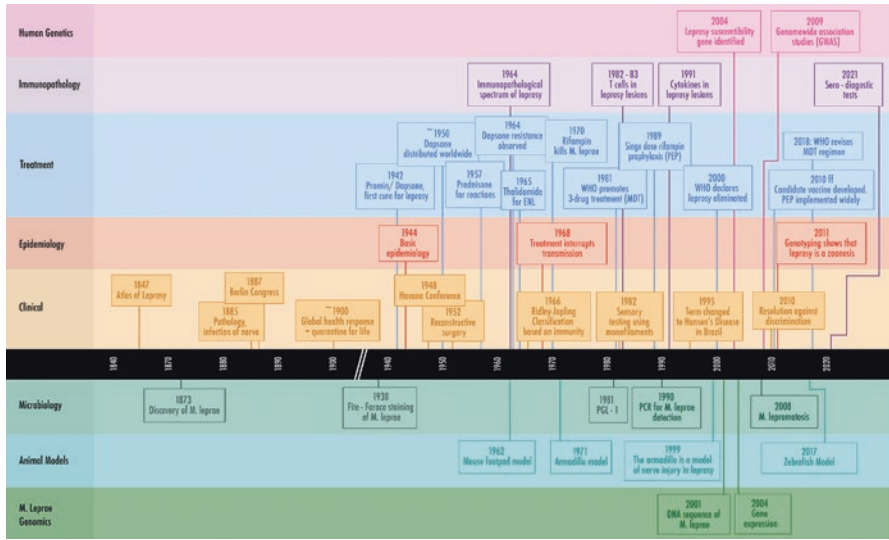 Human Genetics
2004
Leprosy suscemtibility
gene identified
2009
Genomewide association
studies (GWAS)
Immunopathology
1964
Immunopathological
spectrum of leprosy
1982 - 83
T cells in
leprosy lesions
1991
Cytokines in
leprosy lesions
2021
Sero - diagostic
tests
Treatment
1942
Promin/ Dapsone,
first cure for leprosy
~1950
Dapsone
distributed worldwide
1957
Prednisone
for reactions
1964
Dapsone resistance
observed
1965
Thalidomide
for ENL
1970
Rifampin
kills M. leprae
1981
WHO promotes
3-drug treatment (MDT)
1989
Singe dose rifampin
prophylaxis (PEP)
2000
WHO declares
leprosy eliminated
2018: WHO revises
MDT regimen
2010 ff
Candidate vaccine developed.
PEP implemented widely
Epidemiology
1944
Basic
epidemiology
1968
Treatment interrupts
transmission
2011
Genotyping shows that
leprosy is a zoonosis
Clinical
1847
Atlas of Leprosy
1885
Pathology,
infection of nerve
1887
Berlin Congress
~1900
Global health response
= quarantine for life
1948
Havana Conference
1952
Reconstructive
surgery
1966
Ridley-Jopling
Classification
based on immunity
1982
Sensory
testing using
monofilaments
1995
Term changed
to Hansen's Disease
in Brazil
2010
Resolution against
discrimination
1840
1870
1880
1890
1900
1940
1950
1960
1970
1980
1990
2000
2010
2020
Microbiology
1873
Discovery of M. leprae
1938
Fite - Faraco staining
of M. leprae
1981
PGL - 1
1990
PCR for M. leprae
detection
2008
M. lepromatosis
Animal Models
1962
Mouse footpad model
1971
Armadillo model
1999
The armadillo is a model
of nerve injury in leprosy
2017
Zebrafish Model
M. Leprae
Genomics
2001
DNA sequence of
M. leprae
2004
Gene
expression